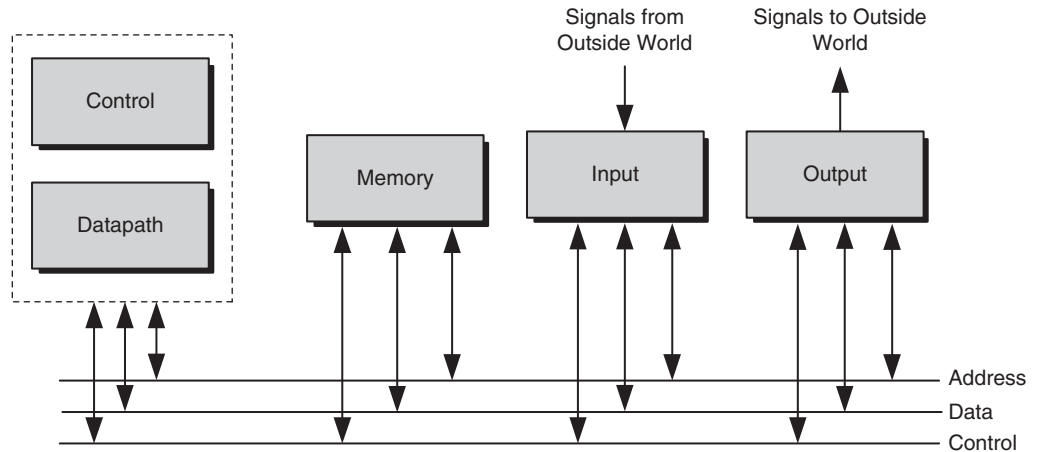 Signals from
Outside World
Signals to Outside
World
Control
Datapath
Memory
Input
Output
Address
Data
Control